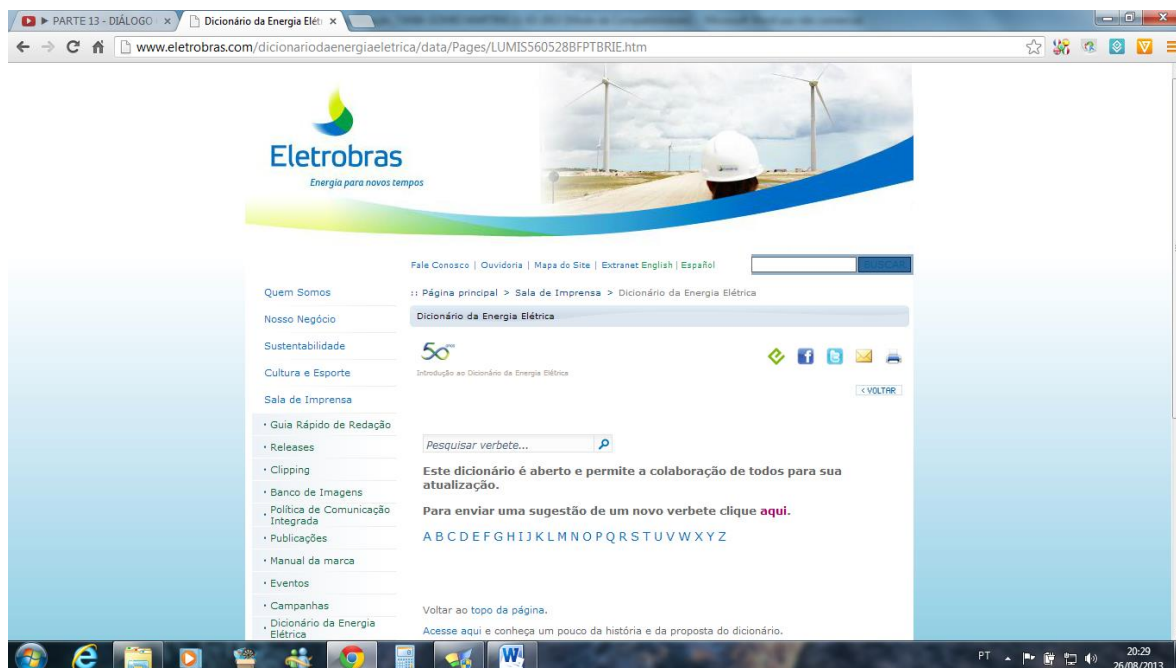 PARTE 13 - DIÁLOGO
Dicionário da Energia Elét
www.eletrobras.com/dicionariodaenergiaeletrica/data/Pages/LUMIS560528BFPTBRIE.htm
Eletrobras
Energia para novos tempos
Fale Conosco | Ouvidoria | Mapa do Site | Extranet English | Español
BUSCAR
Quem Somos
Nosso Negócio
Sustentabilidade
Cultura e Esporte
Sala de Imprensa
· Guia Rápido de Redação
· Releases
· Clipping
· Banco de Imagens
· Política de Comunicação
Integrada
· Publicações
· Manual da marca
· Eventos
· Campanhas
· Dicionário da Energia
Elétrica
:: Página principal > Sala de Imprensa > Dicionário da Energia Elétrica
Dicionário da Energia Elétrica
50 anos
Introdução ao Dicionário da Energia Elétrica
< VOLTAR
Pesquisar verbete...
Este dicionário é aberto e permite a colaboração de todos para sua
atualização.
Para enviar uma sugestão de um novo verbete clique aqui.
A B C D E F G H I J K L M N O P Q R S T U V W X Y Z
Voltar ao topo da página.
Acesse aqui e conheça um pouco da história e da proposta do dicionário.
PT
20:29
26/08/2013